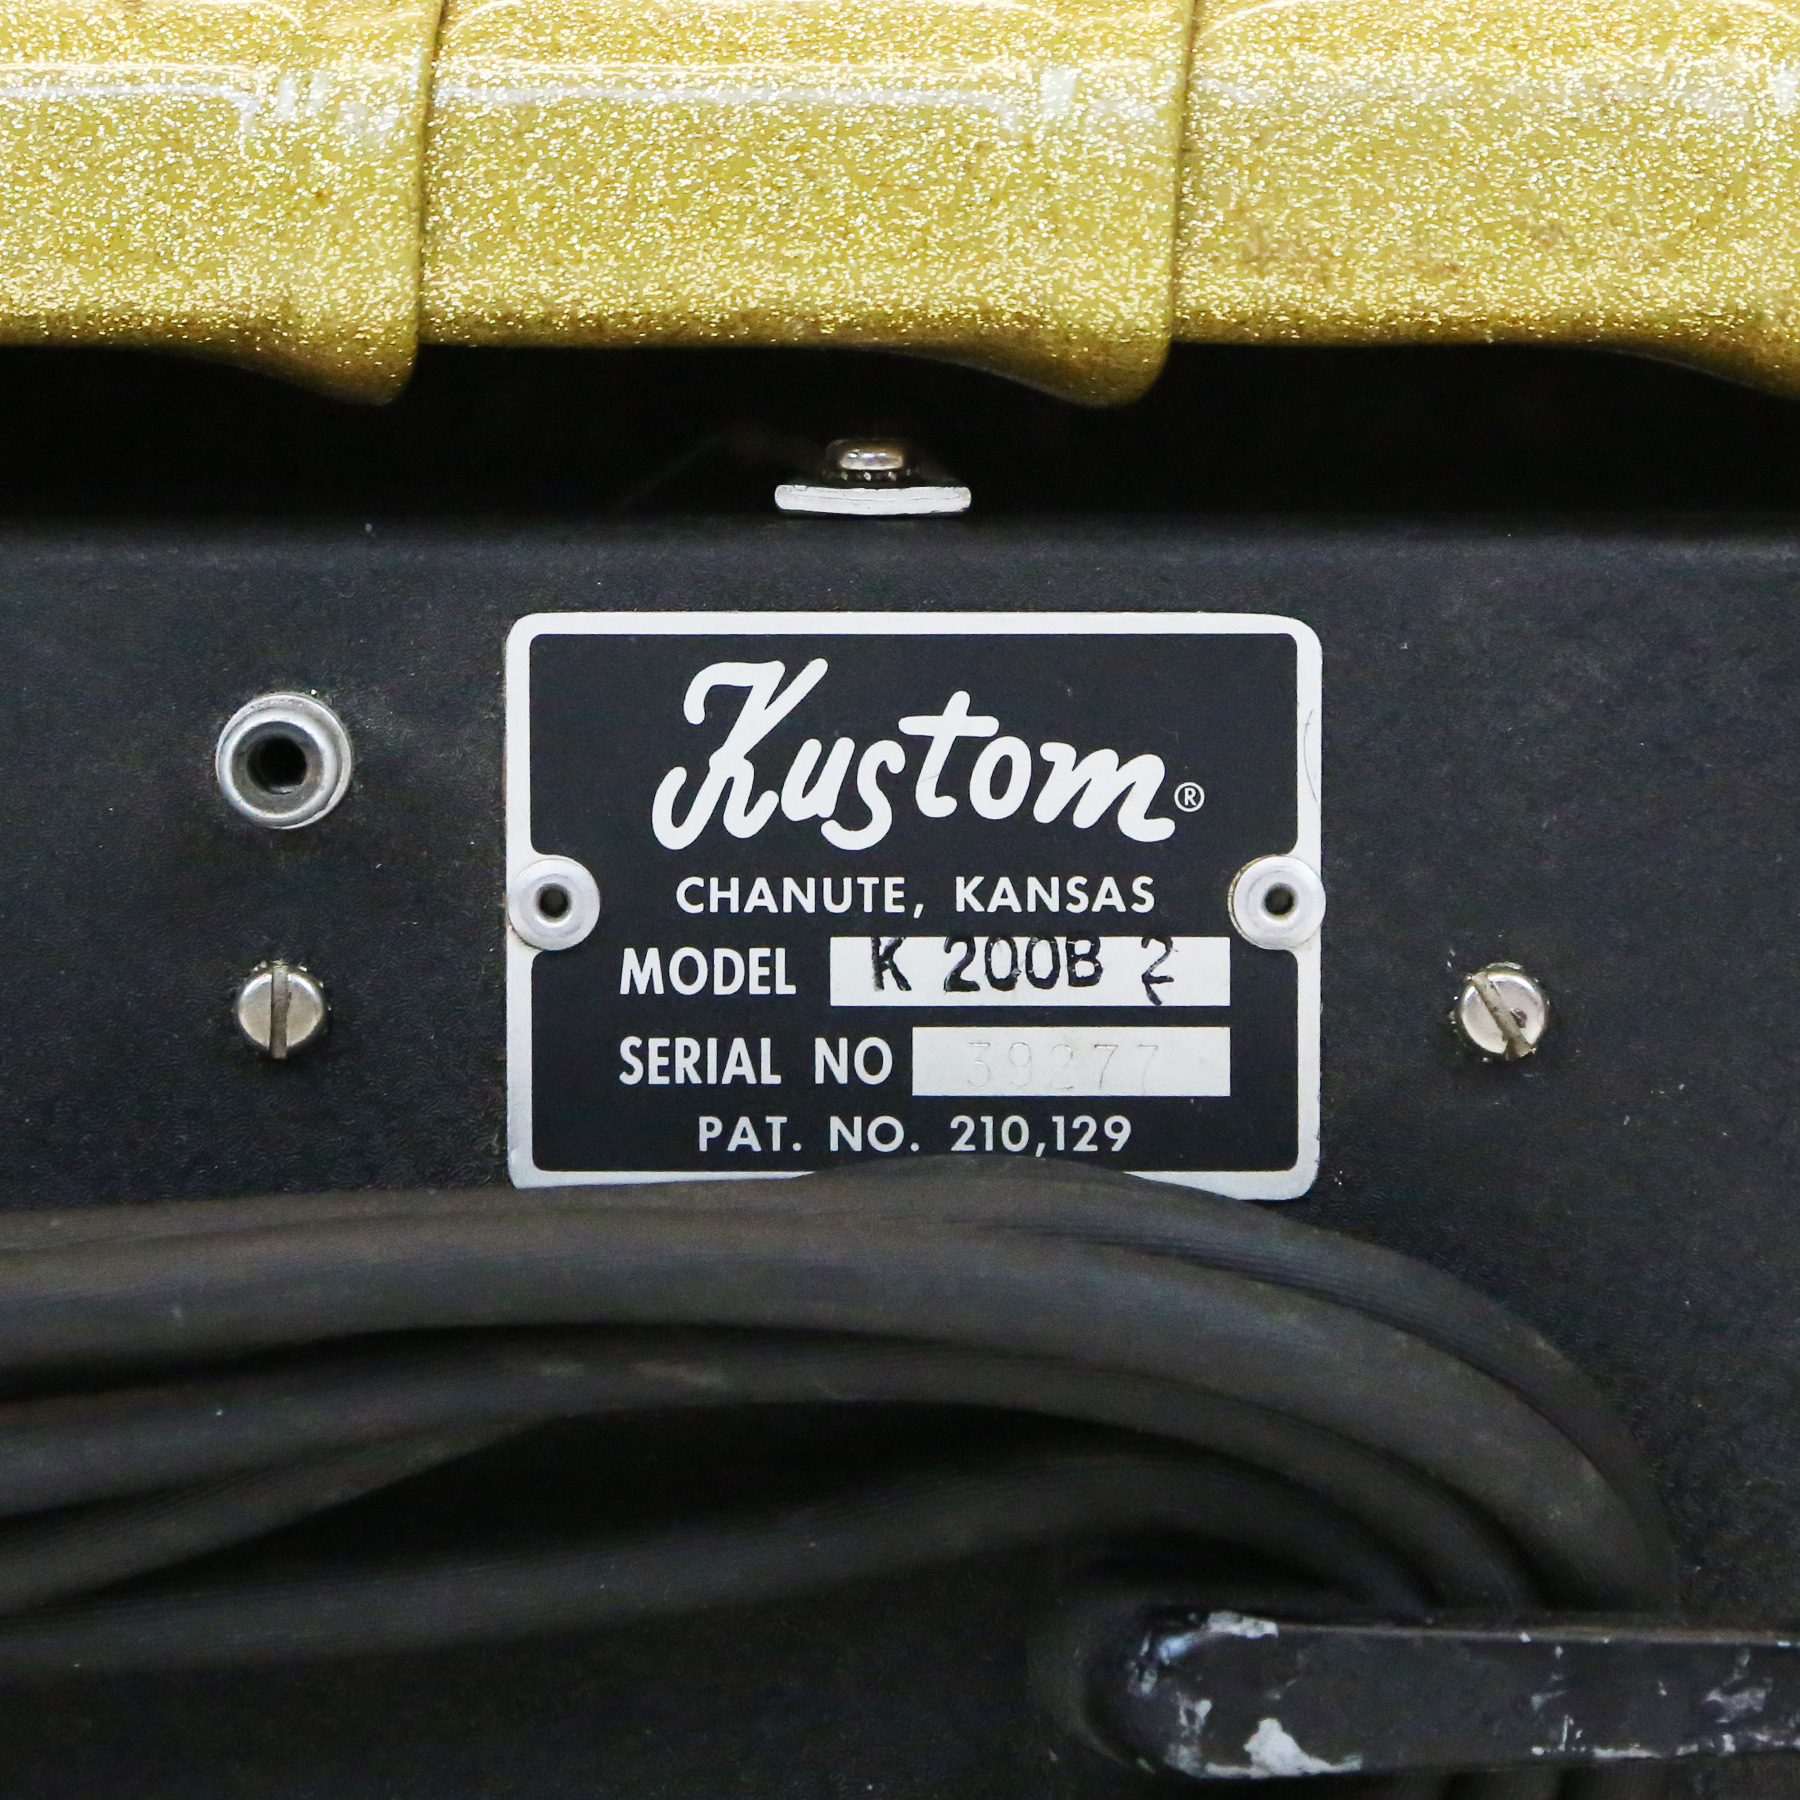 Kustom®
CHANUTE, KANSAS
MODEL K 200B 2
SERIAL NO 39277
PAT. NO. 210,129